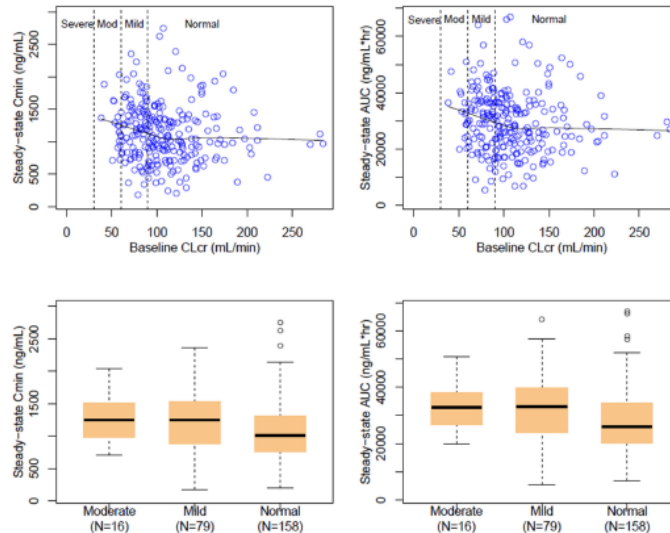 Severe Mod Mild Normal
Steady-state Cmin (ng/mL)
0 500 1500 2500
0 50 100 150 200 250
Baseline CLcr (mL/min)
Severe Mod Mild Normal
Steady-state AUC (ng/mL*hr)
0 20000 40000 60000
0 50 100 150 200 250
Baseline CLcr (mL/min)
Steady-state Cmin (ng/mL)
0 500 1500 2500
Moderate Mild Normal
(N=16) (N=79) (N=158)
Steady-state AUC (ng/mL*hr)
0 20000 40000 60000
Moderate Mild Normal
(N=16) (N=79) (N=158)